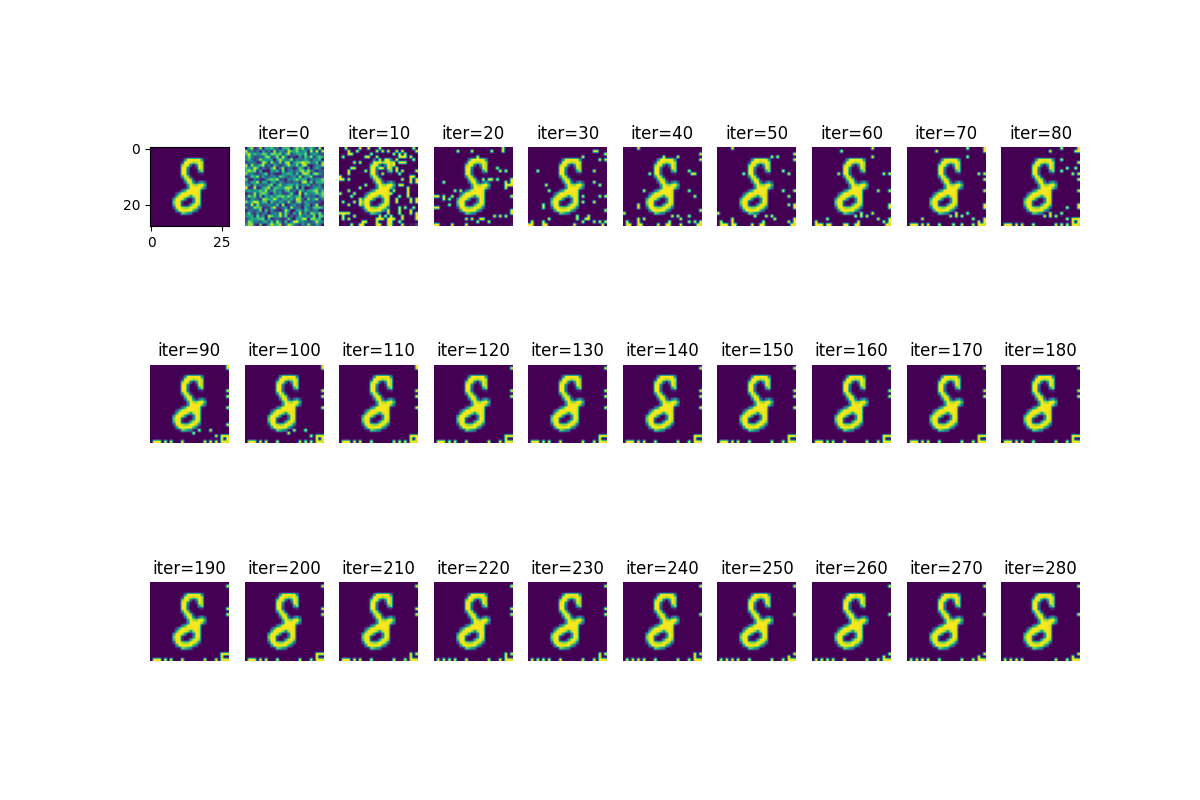 iter=0 iter=10 iter=20 iter=30 iter=40 iter=50 iter=60 iter=70 iter=80
0
20
0 25
iter=90 iter=100 iter=110 iter=120 iter=130 iter=140 iter=150 iter=160 iter=170 iter=180
iter=190 iter=200 iter=210 iter=220 iter=230 iter=240 iter=250 iter=260 iter=270 iter=280